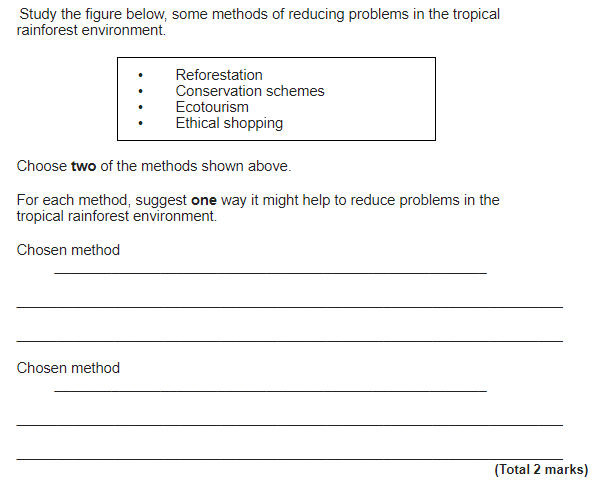 Study the figure below, some methods of reducing problems in the tropical
rainforest environment.
• Reforestation
• Conservation schemes
• Ecotourism
• Ethical shopping
Choose two of the methods shown above.
For each method, suggest one way it might help to reduce problems in the
tropical rainforest environment.
Chosen method
Chosen method
(Total 2 marks)